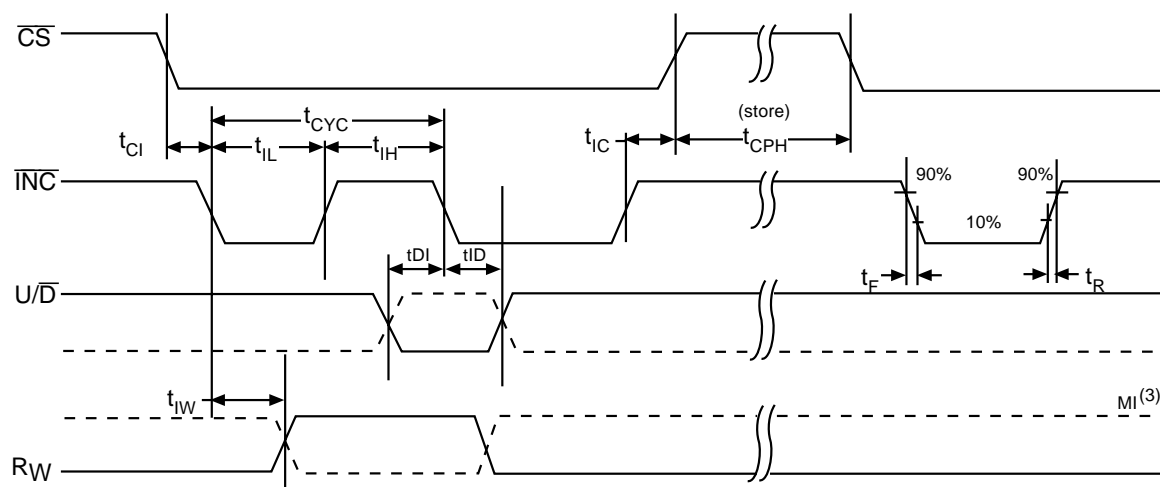 CS
(store)
tCYC
tCI
tIL
tIH
tIC
tCPH
INC
90%
90%
10%
tDI
tID
tF
tR
U/D
tIW
MI(3)
RW